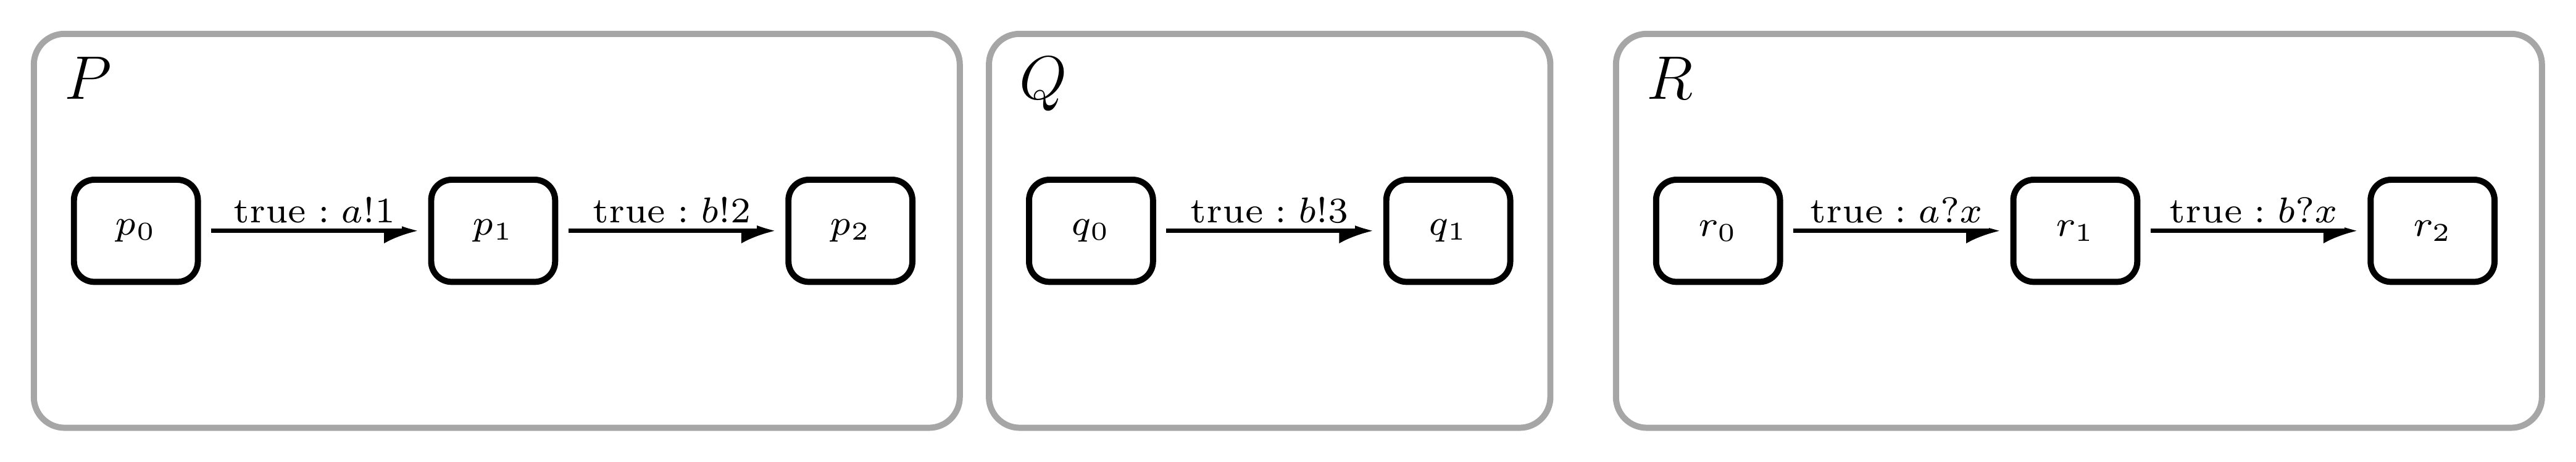 P
Q
R
p₀
true : a!1
p₁
true : b!2
p₂
q₀
true : b!3
q₁
r₀
true : a?x
r₁
true : b?x
r₂